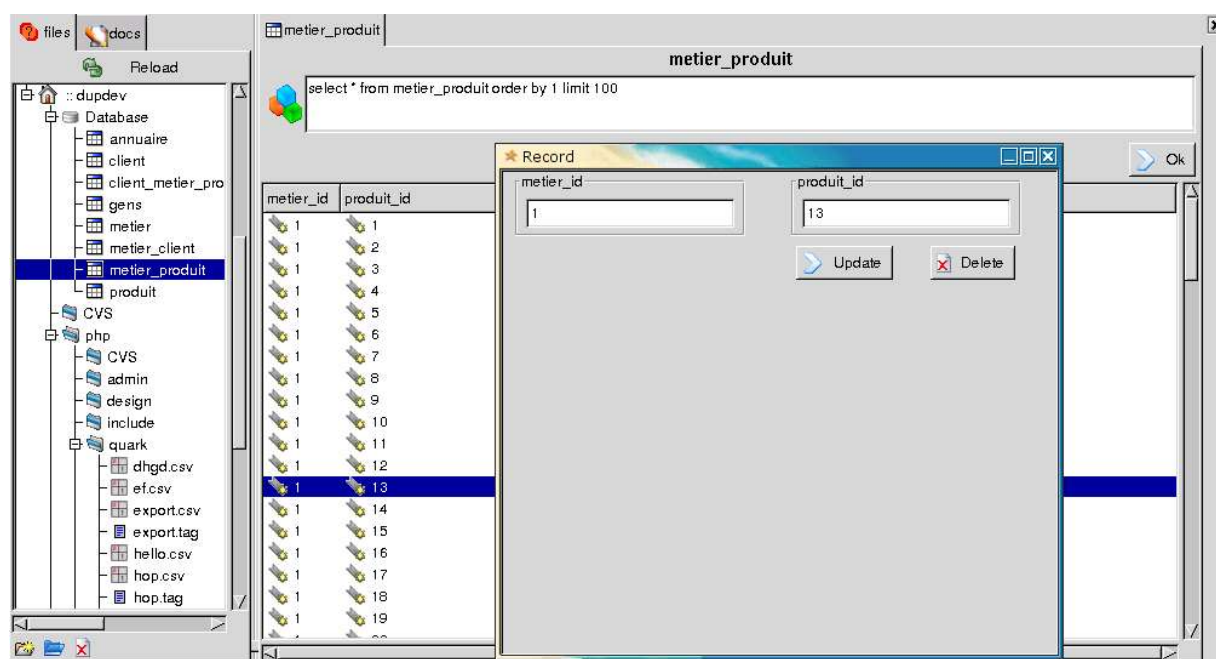 files docs
Reload
:: dupdev
Database
annuaire
client
client_metier_pro
gens
metier
metier_client
metier_produit
produit
CVS
php
CVS
admin
design
include
quark
dhgd.csv
ef.csv
export.csv
export.tag
hello.csv
hop.csv
hop.tag
metier_produit
metier_produit
select * from metier_produit order by 1 limit 100
Ok
metier_id produit_id
1 1
1 2
1 3
1 4
1 5
1 6
1 7
1 8
1 9
1 10
1 11
1 12
1 13
1 14
1 15
1 16
1 17
1 18
1 19
Record
metier_id produit_id
1 13
Update Delete